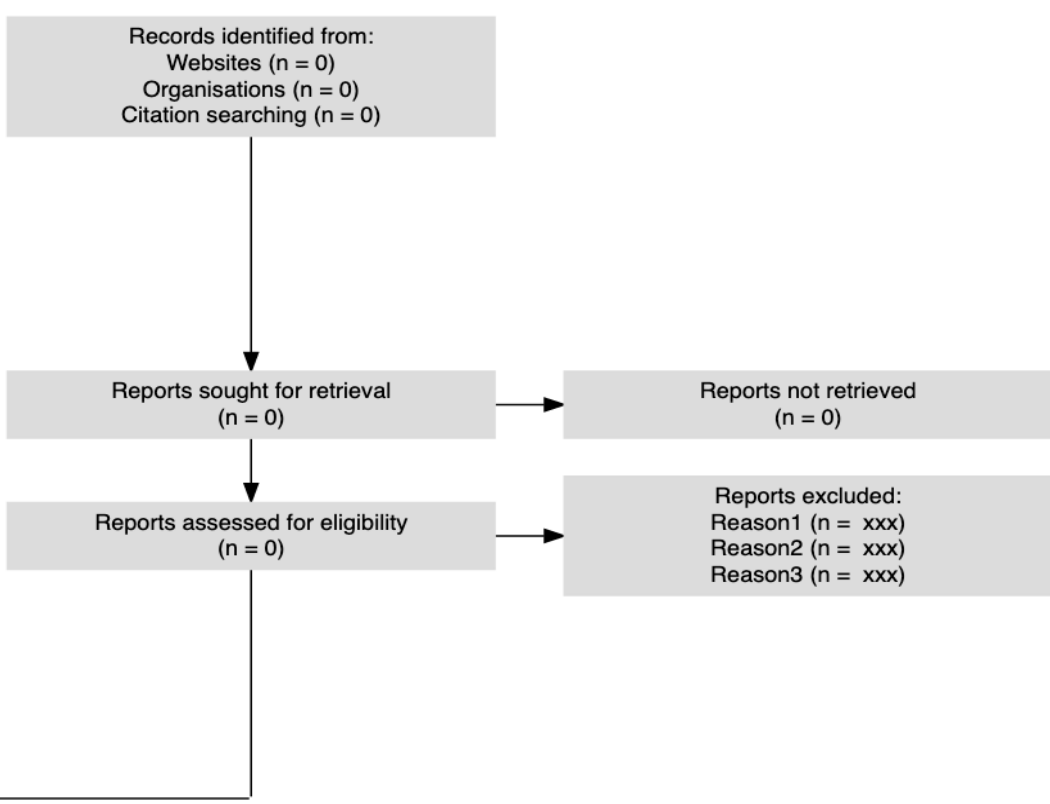 Records identified from:
Websites (n = 0)
Organisations (n = 0)
Citation searching (n = 0)
Reports sought for retrieval
(n = 0)
Reports not retrieved
(n = 0)
Reports assessed for eligibility
(n = 0)
Reports excluded:
Reason1 (n =  xxx)
Reason2 (n =  xxx)
Reason3 (n =  xxx)